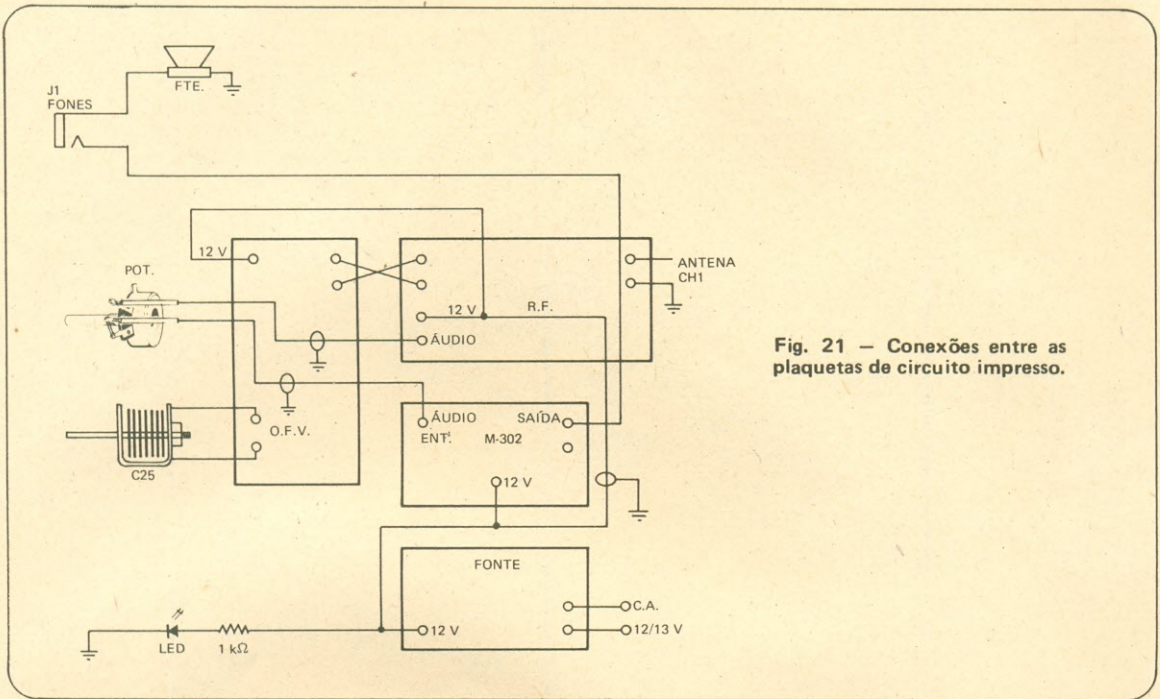 FTE.
J1
FONES
12 V
POT.
ANTENA
CH1
12 V
R.F.
ÁUDIO
Fig. 21 — Conexões entre as
plaquetas de circuito impresso.
ÁUDIO
SAÍDA
ENT.
M-302
O.F.V.
C25
12 V
FONTE
C.A.
12 V
12/13 V
LED
1 kΩ